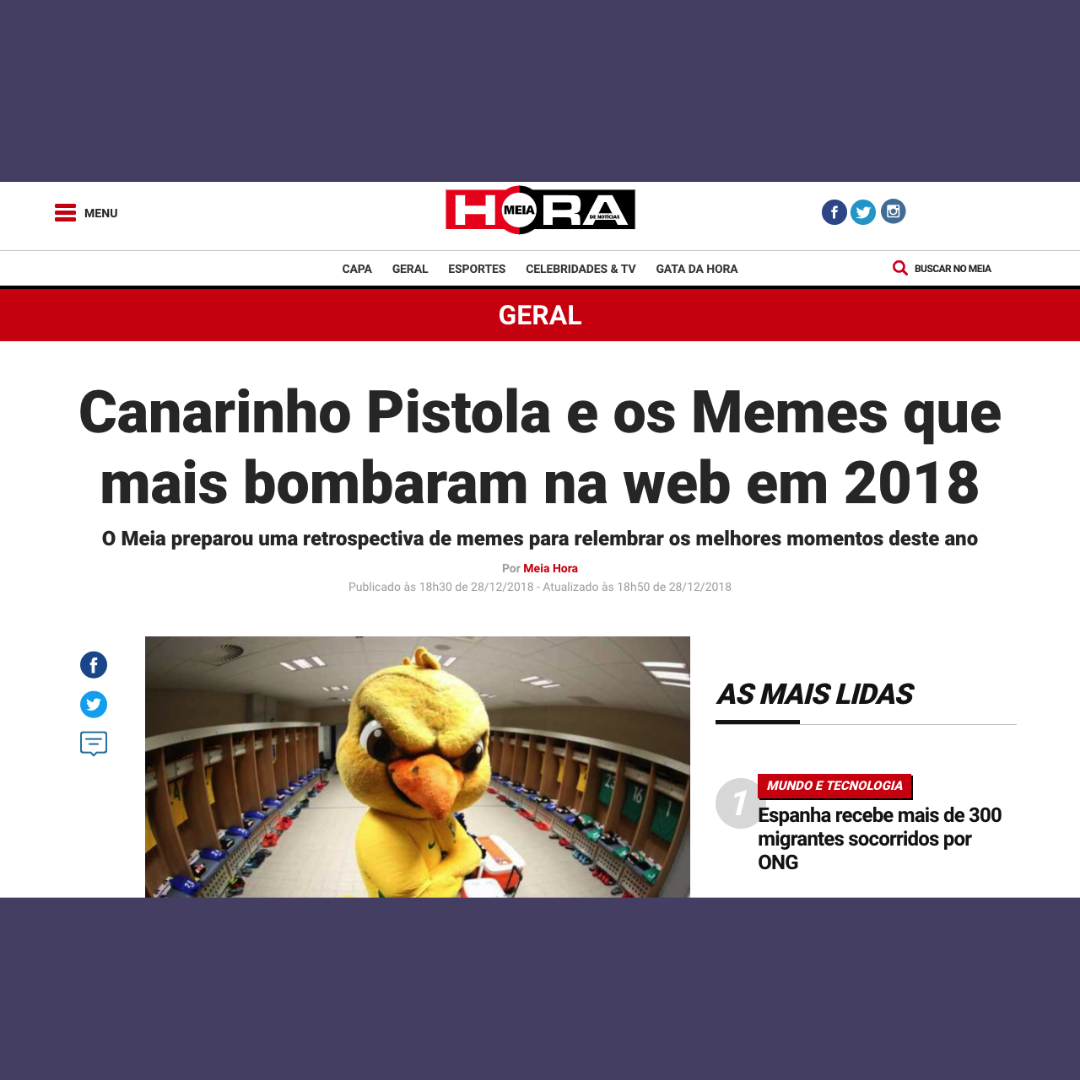 MENU
HORA
MEIA
DE NOTÍCIAS
CAPA GERAL ESPORTES CELEBRIDADES & TV GATA DA HORA
BUSCAR NO MEIA
GERAL
Canarinho Pistola e os Memes que
mais bombaram na web em 2018
O Meia preparou uma retrospectiva de memes para relembrar os melhores momentos deste ano
Por Meia Hora
Publicado às 18h30 de 28/12/2018 - Atualizado às 18h50 de 28/12/2018
AS MAIS LIDAS
1
MUNDO E TECNOLOGIA
Espanha recebe mais de 300
migrantes socorridos por
ONG